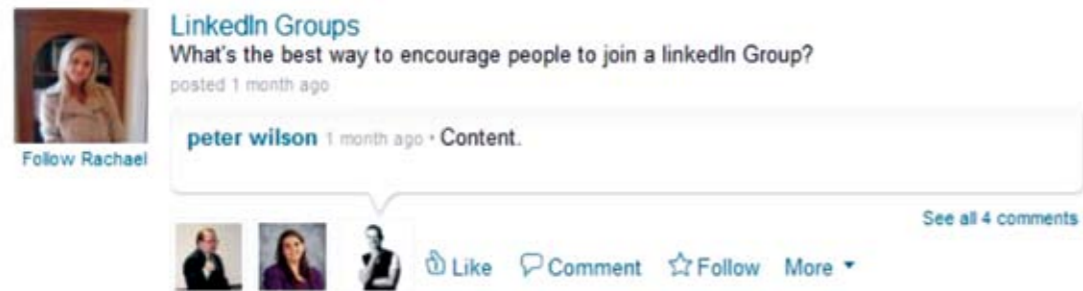 LinkedIn Groups
What's the best way to encourage people to join a linkedIn Group?
posted 1 month ago
peter wilson 1 month ago • Content.
Follow Rachael
See all 4 comments
Like Comment Follow More